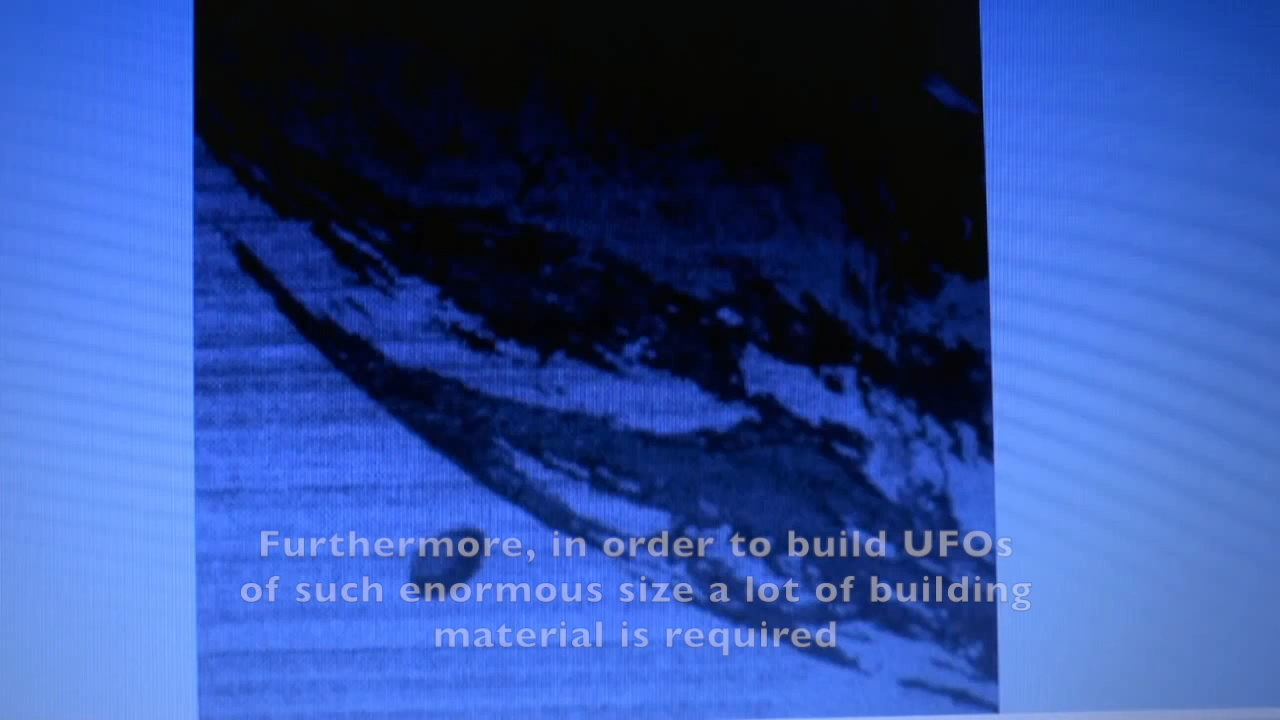 Furthermore, in order to build UFOs
of such enormous size a lot of building
material is required